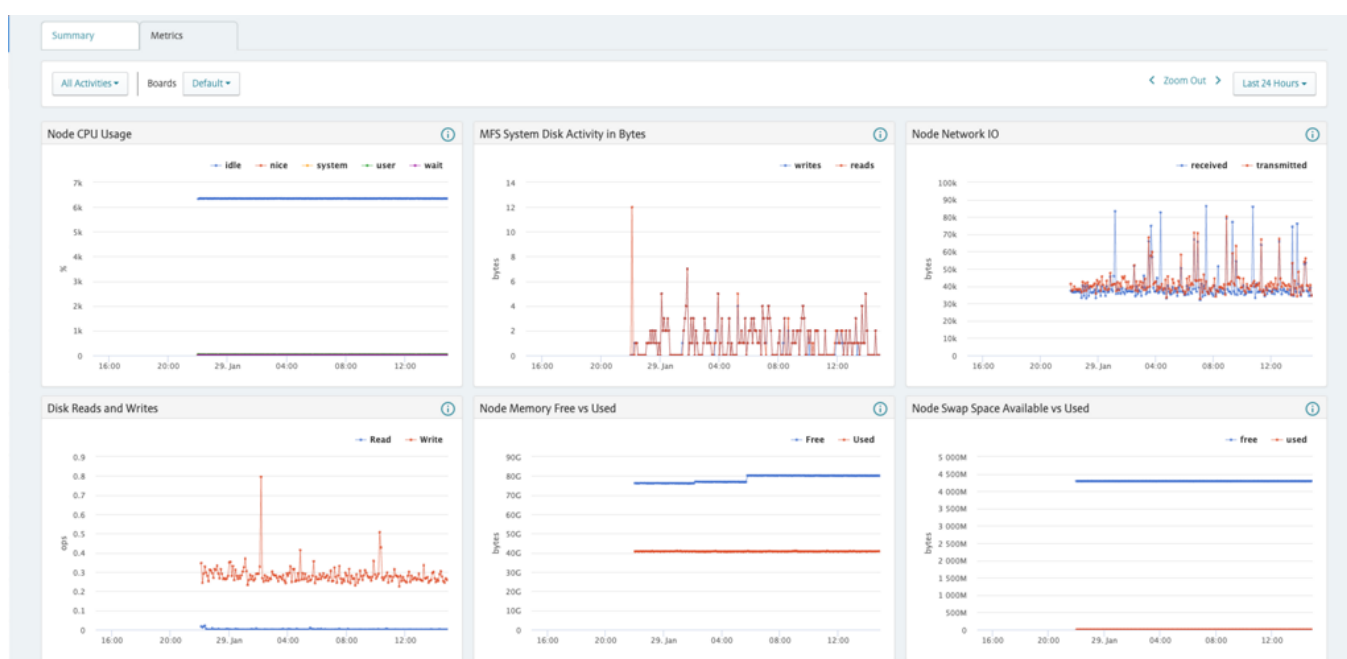 Summary Metrics
All Activities Boards Default Zoom Out Last 24 Hours
Node CPU Usage
idle nice system user wait
7k
6k
5k
4k
3k
2k
1k
0
%
16:00 20:00 29. Jan 04:00 08:00 12:00
MFS System Disk Activity in Bytes
writes reads
14
12
10
8
6
4
2
0
bytes
16:00 20:00 29. Jan 04:00 08:00 12:00
Node Network IO
received transmitted
100k
90k
80k
70k
60k
50k
40k
30k
20k
10k
0
bytes
16:00 20:00 29. Jan 04:00 08:00 12:00
Disk Reads and Writes
Read Write
0.9
0.8
0.7
0.6
0.5
0.4
0.3
0.2
0.1
0
ops
16:00 20:00 29. Jan 04:00 08:00 12:00
Node Memory Free vs Used
Free Used
90G
80G
70G
60G
50G
40G
30G
20G
10G
0
bytes
16:00 20:00 29. Jan 04:00 08:00 12:00
Node Swap Space Available vs Used
free used
5 000M
4 500M
4 000M
3 500M
3 000M
2 500M
2 000M
1 500M
1 000M
500M
0
bytes
16:00 20:00 29. Jan 04:00 08:00 12:00